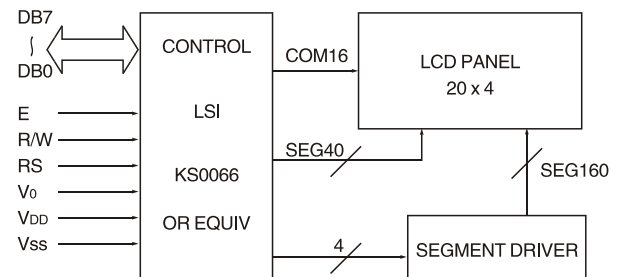 DB7
~
DB0
E
R/W
RS
V0
VDD
VSS
CONTROL
LSI
KS0066
OR EQUIV
COM16
SEG40
4
LCD PANEL
20 x 4
SEG160
SEGMENT DRIVER